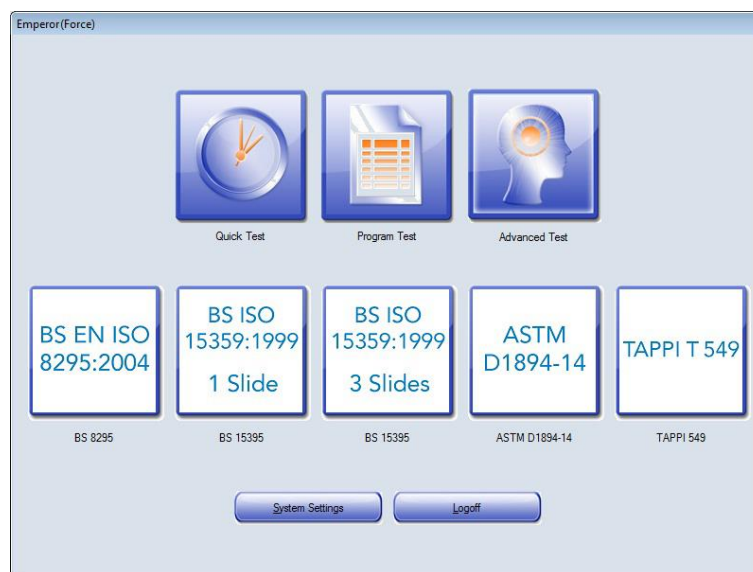 Emperor(Force)
Quick Test
Program Test
Advanced Test
BS EN ISO
8295:2004
BS ISO
15359:1999
1 Slide
BS ISO
15359:1999
3 Slides
ASTM
D1894-14
TAPPI T 549
BS 8295
BS 15395
BS 15395
ASTM D1894-14
TAPPI 549
System Settings
Logoff